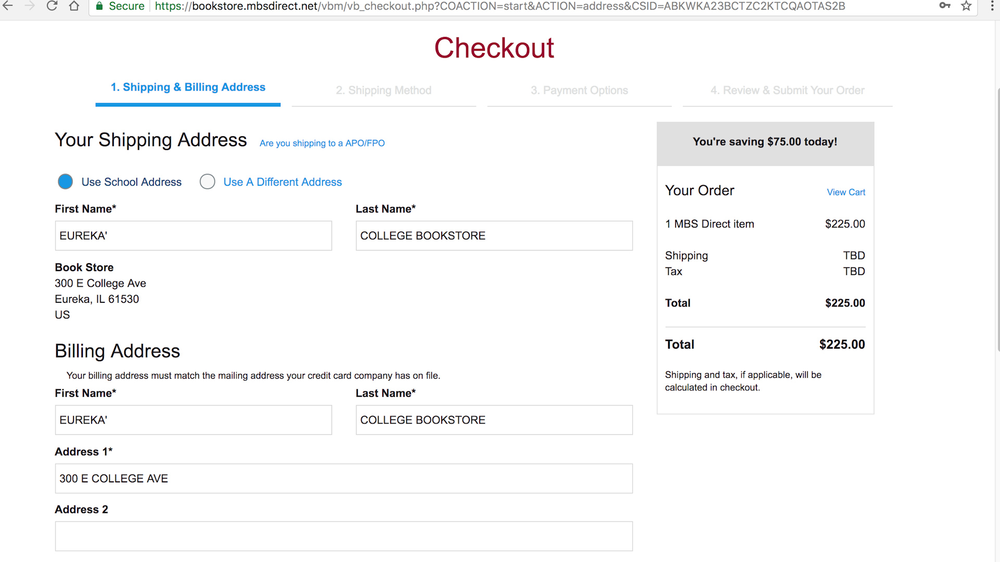 Secure https://bookstore.mbsdirect.net/vbm/vb_checkout.php?COACTION=start&ACTION=address&CSID=ABKWKA23BCTZC2KTCQAOTAS2B
Checkout
1. Shipping & Billing Address
2. Shipping Method
3. Payment Options
4. Review & Submit Your Order
Your Shipping Address Are you shipping to a APO/FPO
Use School Address Use A Different Address
First Name* Last Name*
EUREKA' COLLEGE BOOKSTORE
Book Store
300 E College Ave
Eureka, IL 61530
US
Billing Address
Your billing address must match the mailing address your credit card company has on file.
First Name* Last Name*
EUREKA' COLLEGE BOOKSTORE
Address 1*
300 E COLLEGE AVE
Address 2
You're saving $75.00 today!
Your Order View Cart
1 MBS Direct item $225.00
Shipping TBD
Tax TBD
Total $225.00
Total $225.00
Shipping and tax, if applicable, will be
calculated in checkout.